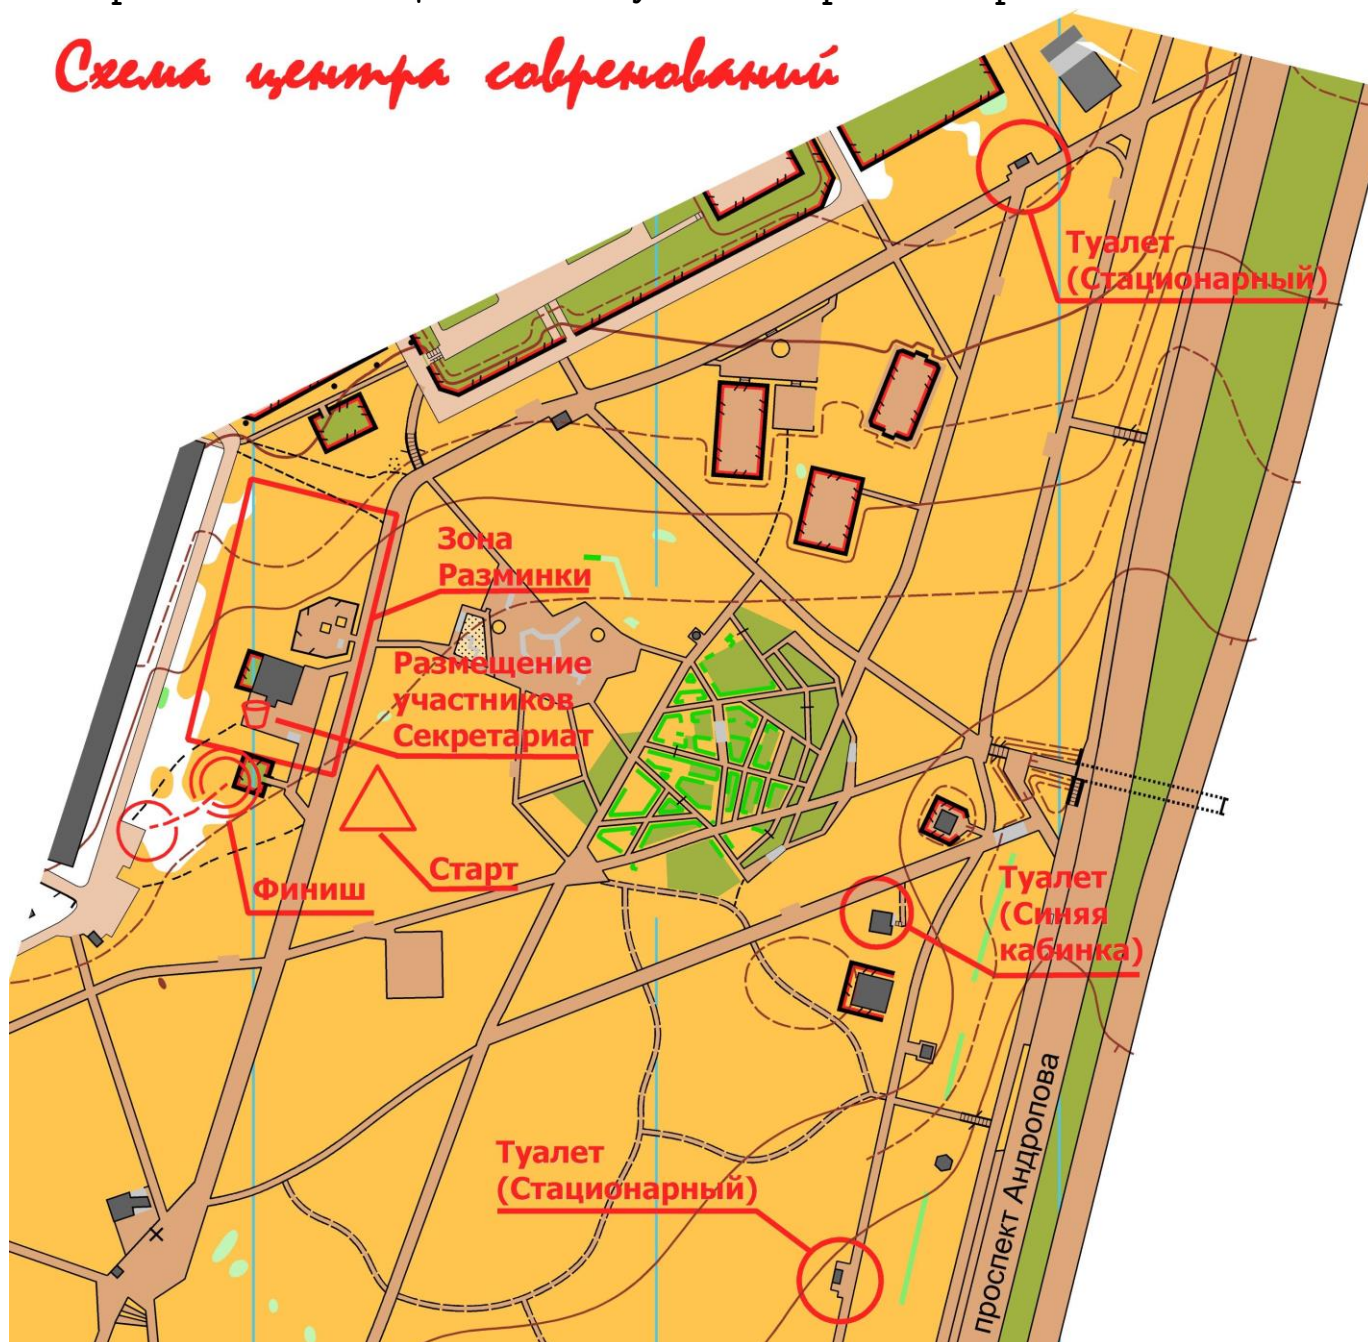 Схема центра совренований
Туалет
(Стационарный)
Зона
Разминки
Размещение
участников
Секретариат
Старт
Финиш
Туалет
(Синяя
кабинка)
Туалет
(Стационарный)
проспект Андропова